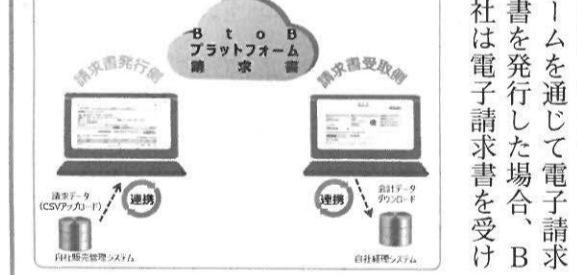 ームを通じて電子請求
書を発行した場合、B
社は電子請求書を受け
BtoB
プラットフォーム
請求書
請求書発行側
請求書受取側
請求データ
(CSVアップロード)
連携
自社販売管理システム
連携
会計データ
ダウンロード
自社経理システム